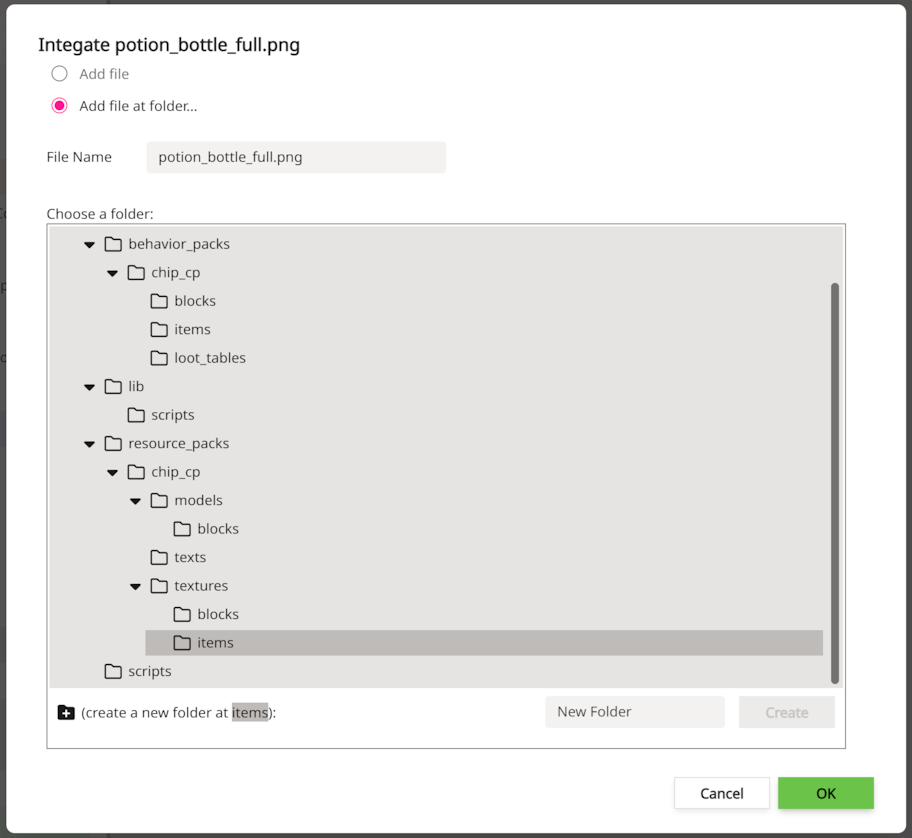 Integate potion_bottle_full.png
Add file
Add file at folder...
File Name
potion_bottle_full.png
Choose a folder:
behavior_packs
chip_cp
blocks
items
loot_tables
lib
scripts
resource_packs
chip_cp
models
blocks
texts
textures
blocks
items
scripts
(create a new folder at items):
New Folder
Create
Cancel
OK